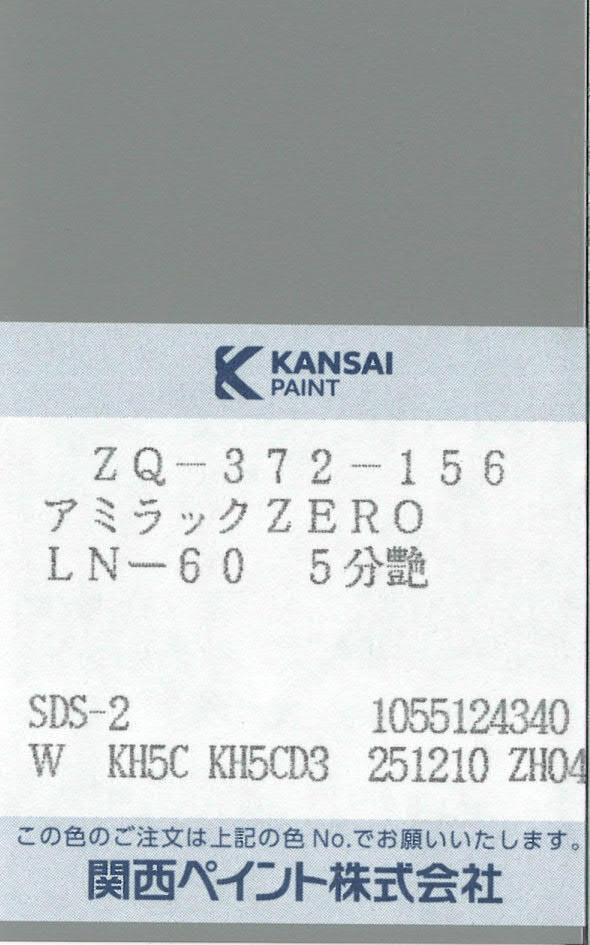 KANSAI
PAINT
ZQ-372-156
アミラックZERO
LN-60 5分艶
SDS-2 1055124340
W KH5C KH5CD3 251210 ZH04
この色のご注文は上記の色No.でお願いいたします。
関西ペイント株式会社